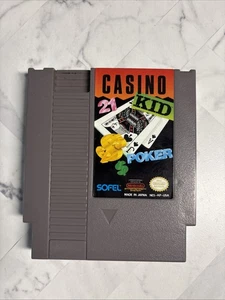 CASINO
21
KID
POKER
$
SOFEL
MADE IN JAPAN